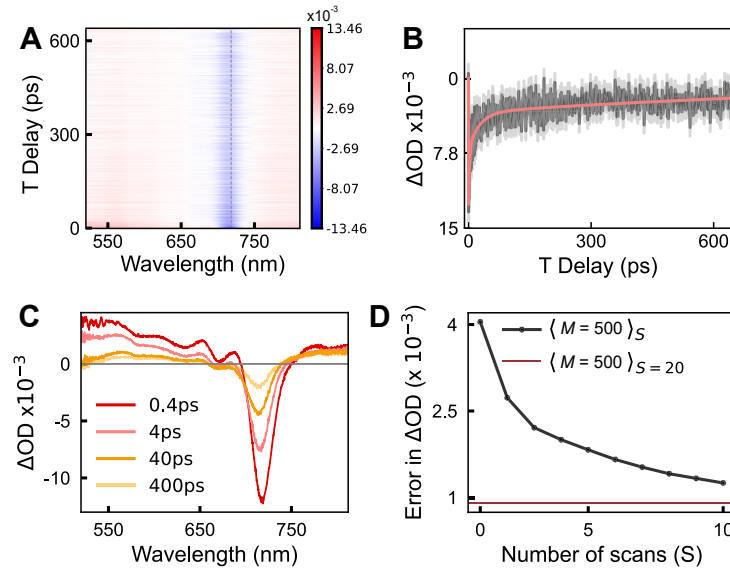 A
×10⁻³
T Delay (ps)
600
300
0
550
650
750
Wavelength (nm)
13.46
8.07
2.69
-2.69
-8.07
-13.46
B
ΔOD ×10⁻³
0
7.8
15
0
300
600
T Delay (ps)
C
ΔOD ×10⁻³
0
-5
-10
0.4ps
4ps
40ps
400ps
550
650
750
Wavelength (nm)
D
Error in ΔOD (x 10⁻³)
4
2.5
1
⟨ M = 500 ⟩S
⟨ M = 500 ⟩S = 20
0
5
10
Number of scans (S)